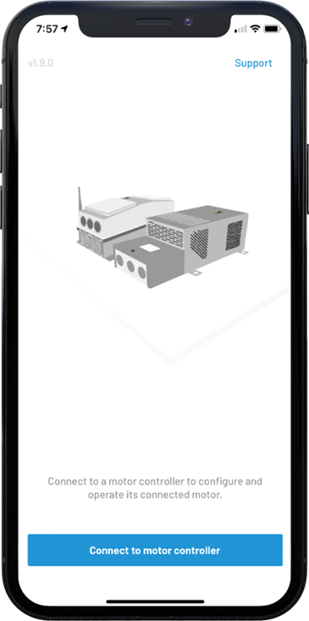 7:57
v1.9.0
Support
Connect to a motor controller to configure and
operate its connected motor.
Connect to motor controller